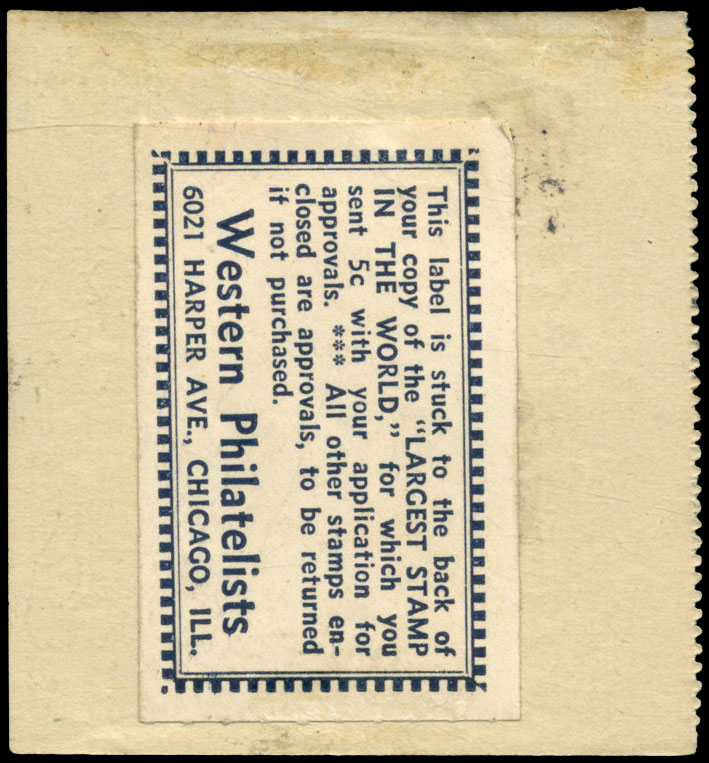 This label is stuck to the back of
your copy of the “LARGEST STAMP
IN THE WORLD,” for which you
sent 5c with your application for
approvals. *** All other stamps en-
closed are approvals, to be returned
if not purchased.
Western Philatelists
6021 HARPER AVE., CHICAGO, ILL.